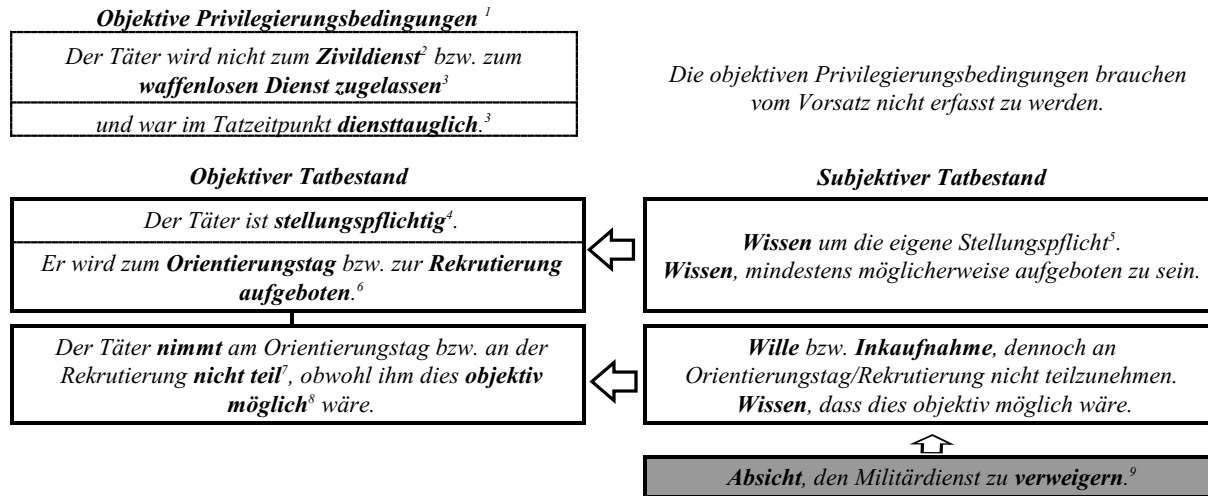 Objektive Privilegierungsbedingungen 1
Der Täter wird nicht zum Zivildienst2 bzw. zum
waffenlosen Dienst zugelassen3
und war im Tatzeitpunkt diensttauglich.3
Die objektiven Privilegierungsbedingungen brauchen
vom Vorsatz nicht erfasst zu werden.
Objektiver Tatbestand
Der Täter ist stellungspflichtig4.
Er wird zum Orientierungstag bzw. zur Rekrutierung
aufgeboten.6
Der Täter nimmt am Orientierungstag bzw. an der
Rekrutierung nicht teil7, obwohl ihm dies objektiv
möglich8 wäre.
Subjektiver Tatbestand
Wissen um die eigene Stellungspflicht5.
Wissen, mindestens möglicherweise aufgeboten zu sein.
Wille bzw. Inkaufnahme, dennoch an
Orientierungstag/Rekrutierung nicht teilzunehmen.
Wissen, dass dies objektiv möglich wäre.
Absicht, den Militärdienst zu verweigern.9